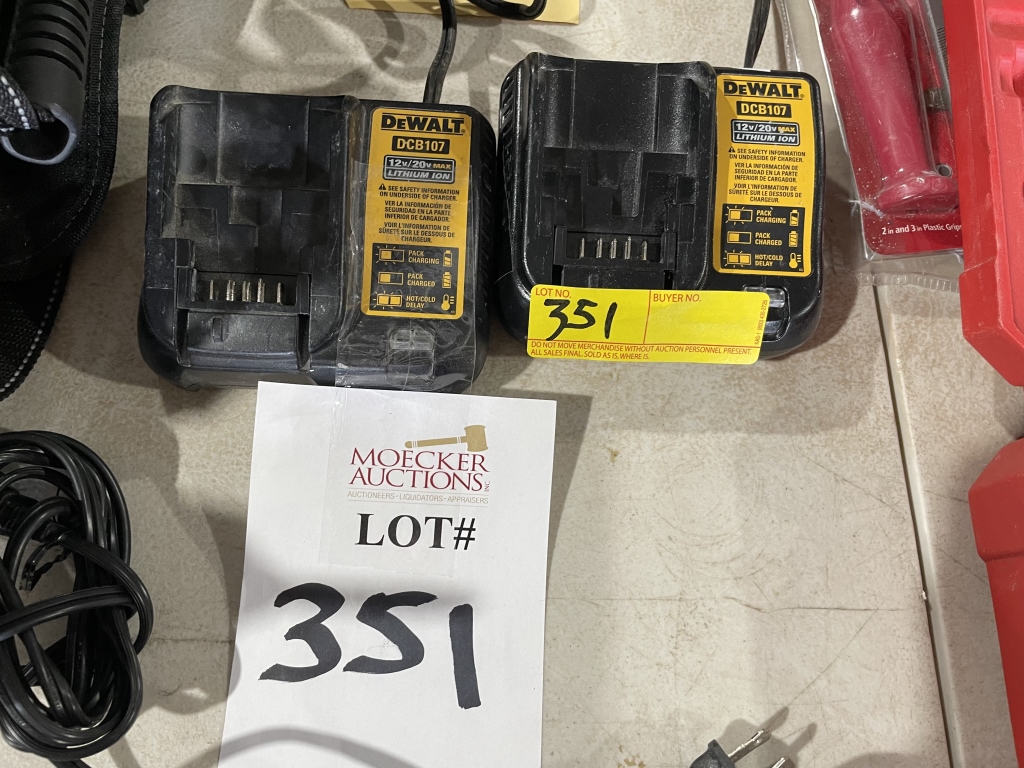 DEWALT
DCB107
12V/20V MAX
LITHIUM ION
SEE SAFETY INFORMATION
ON UNDERSIDE OF CHARGER.
VER LA INFORMACIÓN DE
SEGURIDAD EN LA PARTE
INFERIOR DE CARGADOR.
VOIR L'INFORMATION DE
SÛRETÉ SUR LE DESSOUS DE
CHARGEUR.
PACK
CHARGING
PACK
CHARGED
HOT/COLD
DELAY
DEWALT
DCB107
12V/20V MAX
LITHIUM ION
SEE SAFETY INFORMATION
ON UNDERSIDE OF CHARGER.
VER LA INFORMACIÓN DE
SEGURIDAD EN LA PARTE
INFERIOR DE CARGADOR.
VOIR L'INFORMATION DE
SÛRETÉ SUR LE DESSOUS DE
CHARGEUR.
PACK
CHARGING
PACK
CHARGED
HOT/COLD
DELAY
2 in and 3 in Plastic Grips
LOT NO.
351
BUYER NO.
DO NOT MOVE MERCHANDISE WITHOUT AUCTION PERSONNEL PRESENT.
ALL SALES FINAL. SOLD AS IS, WHERE IS.
MOECKER
AUCTIONS INC
AUCTIONEERS - LIQUIDATORS - APPRAISERS
LOT#
351